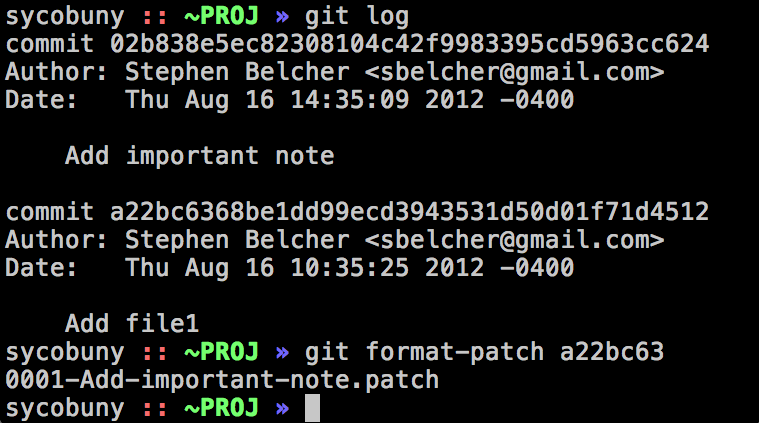 sycobuny :: ~PROJ » git log
commit 02b838e5ec82308104c42f9983395cd5963cc624
Author: Stephen Belcher <sbelcher@gmail.com>
Date:   Thu Aug 16 14:35:09 2012 -0400
    Add important note
commit a22bc6368be1dd99ecd3943531d50d01f71d4512
Author: Stephen Belcher <sbelcher@gmail.com>
Date:   Thu Aug 16 10:35:25 2012 -0400
    Add file1
sycobuny :: ~PROJ » git format-patch a22bc63
0001-Add-important-note.patch
sycobuny :: ~PROJ »